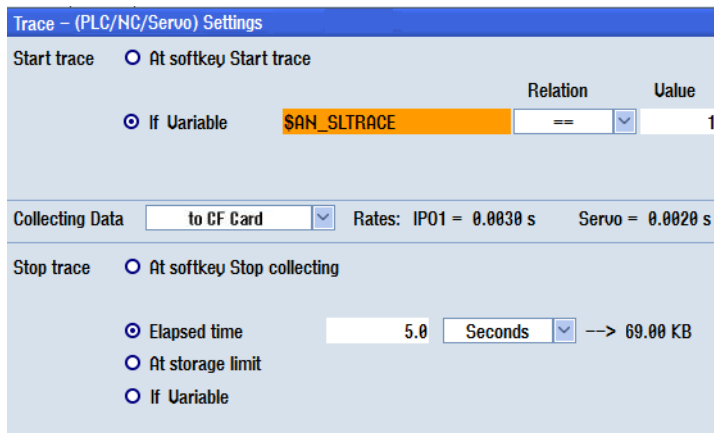 Trace – (PLC/NC/Servo) Settings
Start trace At softkey Start trace
Relation Value
If Variable $AN_SLTRACE == 1
Collecting Data to CF Card Rates: IPO1 = 0.0030 s Servo = 0.0020 s
Stop trace At softkey Stop collecting
Elapsed time 5.0 Seconds --> 69.00 KB
At storage limit
If Variable